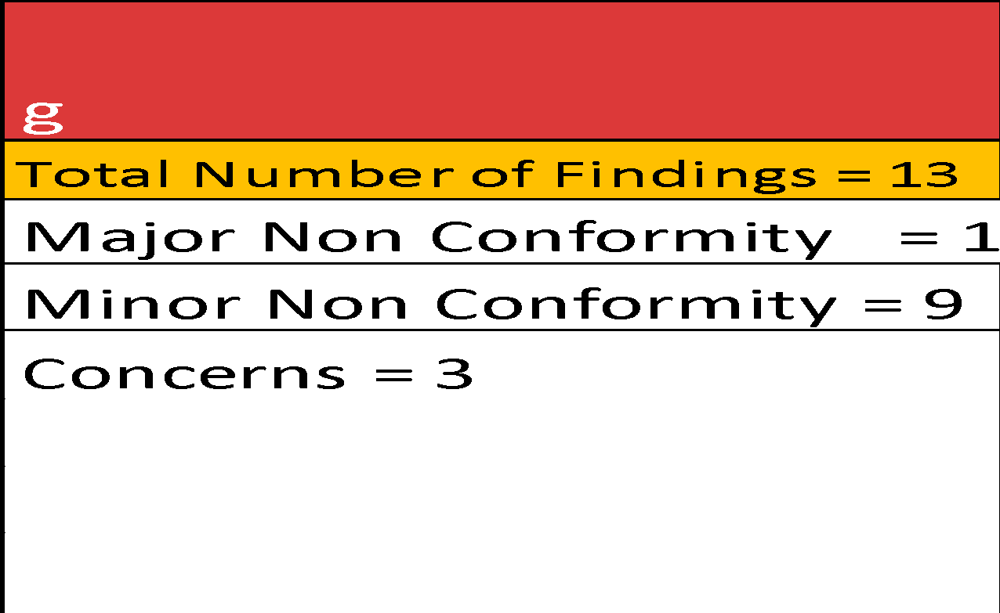 g
Total Number of Findings = 13
Major Non Conformity = 1
Minor Non Conformity = 9
Concerns = 3